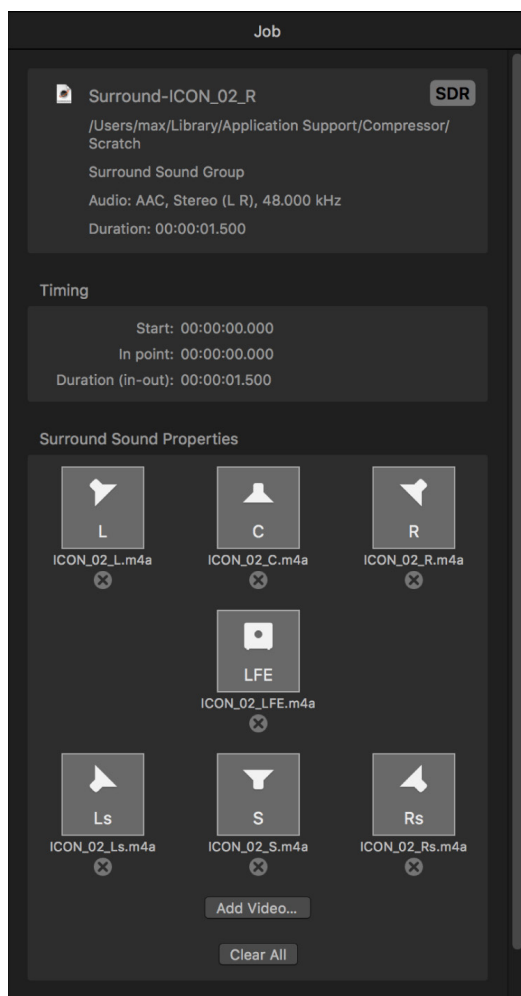 Job
Surround-ICON_02_R
SDR
/Users/max/Library/Application Support/Compressor/
Scratch
Surround Sound Group
Audio: AAC, Stereo (L R), 48.000 kHz
Duration: 00:00:01.500
Timing
Start: 00:00:00.000
In point: 00:00:00.000
Duration (in-out): 00:00:01.500
Surround Sound Properties
L C R
ICON_02_L.m4a ICON_02_C.m4a ICON_02_R.m4a
LFE
ICON_02_LFE.m4a
Ls S Rs
ICON_02_Ls.m4a ICON_02_S.m4a ICON_02_Rs.m4a
Add Video...
Clear All